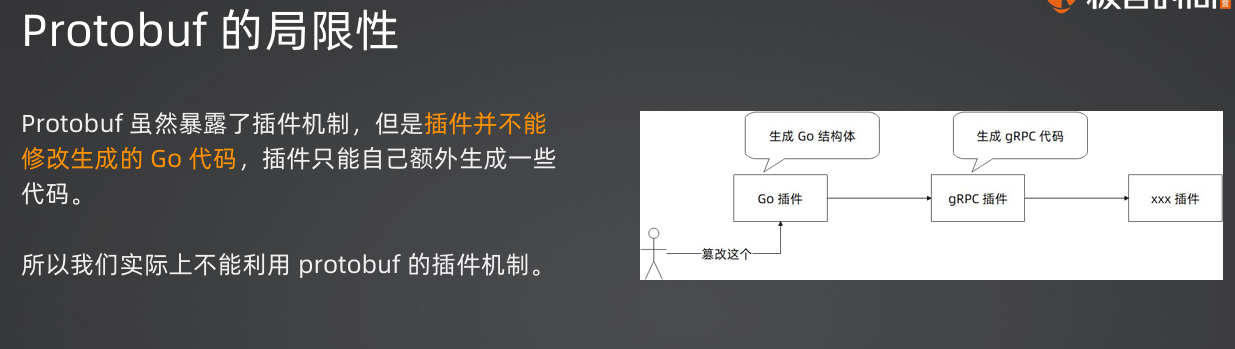 Protobuf 的局限性
Protobuf 虽然暴露了插件机制，但是插件并不能
修改生成的 Go 代码，插件只能自己额外生成一些
代码。
所以我们实际上不能利用 protobuf 的插件机制。
生成 Go 结构体
生成 gRPC 代码
Go 插件
gRPC 插件
xxx 插件
篡改这个